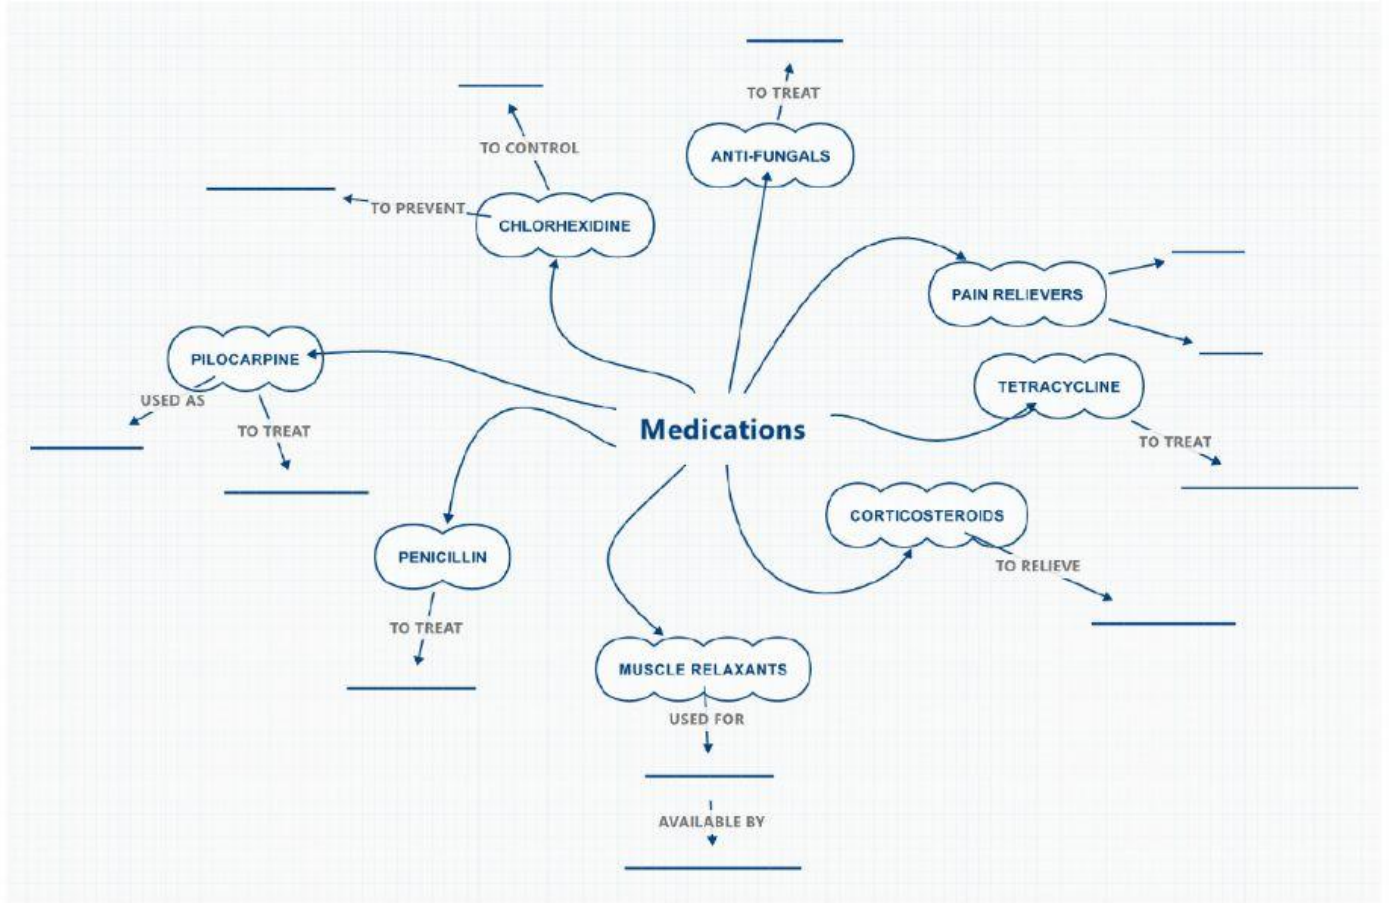 TO TREAT
ANTI-FUNGALS
TO CONTROL
TO PREVENT
CHLORHEXIDINE
PAIN RELIEVERS
PILOCARPINE
USED AS
TO TREAT
TETRACYCLINE
TO TREAT
Medications
CORTICOSTEROIDS
TO RELIEVE
PENICILLIN
TO TREAT
MUSCLE RELAXANTS
USED FOR
AVAILABLE BY